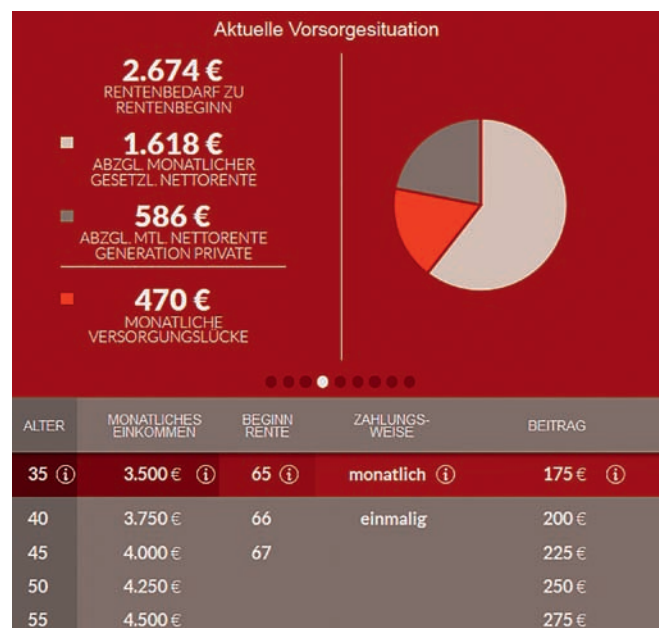 Aktuelle Vorsorgesituation
2.674 €
RENTENBEDARF ZU
RENTENBEGINN
1.618 €
ABZGL. MONATLICHER
GESETZL. NETTORENTE
586 €
ABZGL. MTL. NETTORENTE
GENERATION PRIVATE
470 €
MONATLICHE
VERSORGUNGSLÜCKE
ALTER MONATLICHES EINKOMMEN BEGINN RENTE ZAHLUNGS-WEISE BEITRAG
35 i 3.500 € i 65 i monatlich i 175 € i
40 3.750 € 66 einmalig 200 €
45 4.000 € 67 225 €
50 4.250 € 250 €
55 4.500 € 275 €